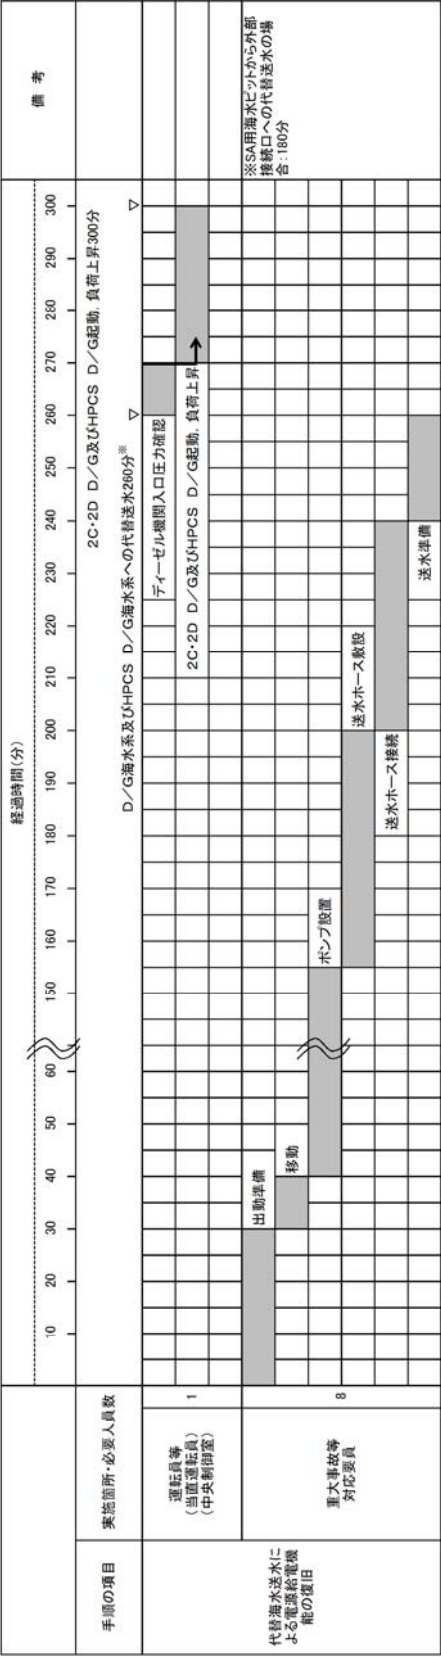 経過時間(分)
備 考
10 20 30 40 50 60 150 160 170 180 190 200 210 220 230 240 250 260 270 280 290 300
手順の項目
実施箇所・必要人員数
2C・2D D/G及びHPCS D/G起動,負荷上昇300分
▽
D/G海水系及びHPCS D/G海水系への代替送水260分※
▽
代替海水送水に
よる電源給電機
能の復旧
運転員等
(当直運転員)
(中央制御室)
1
ディーゼル機関入口圧力確認
2C・2D D/G及びHPCS D/G起動,負荷上昇
重大事故等
対応要員
8
出動準備
移動
ポンプ設置
送水ホース敷設
送水ホース接続
送水準備
※SA用海水ピットから外部
接続口への代替送水の場
合:180分